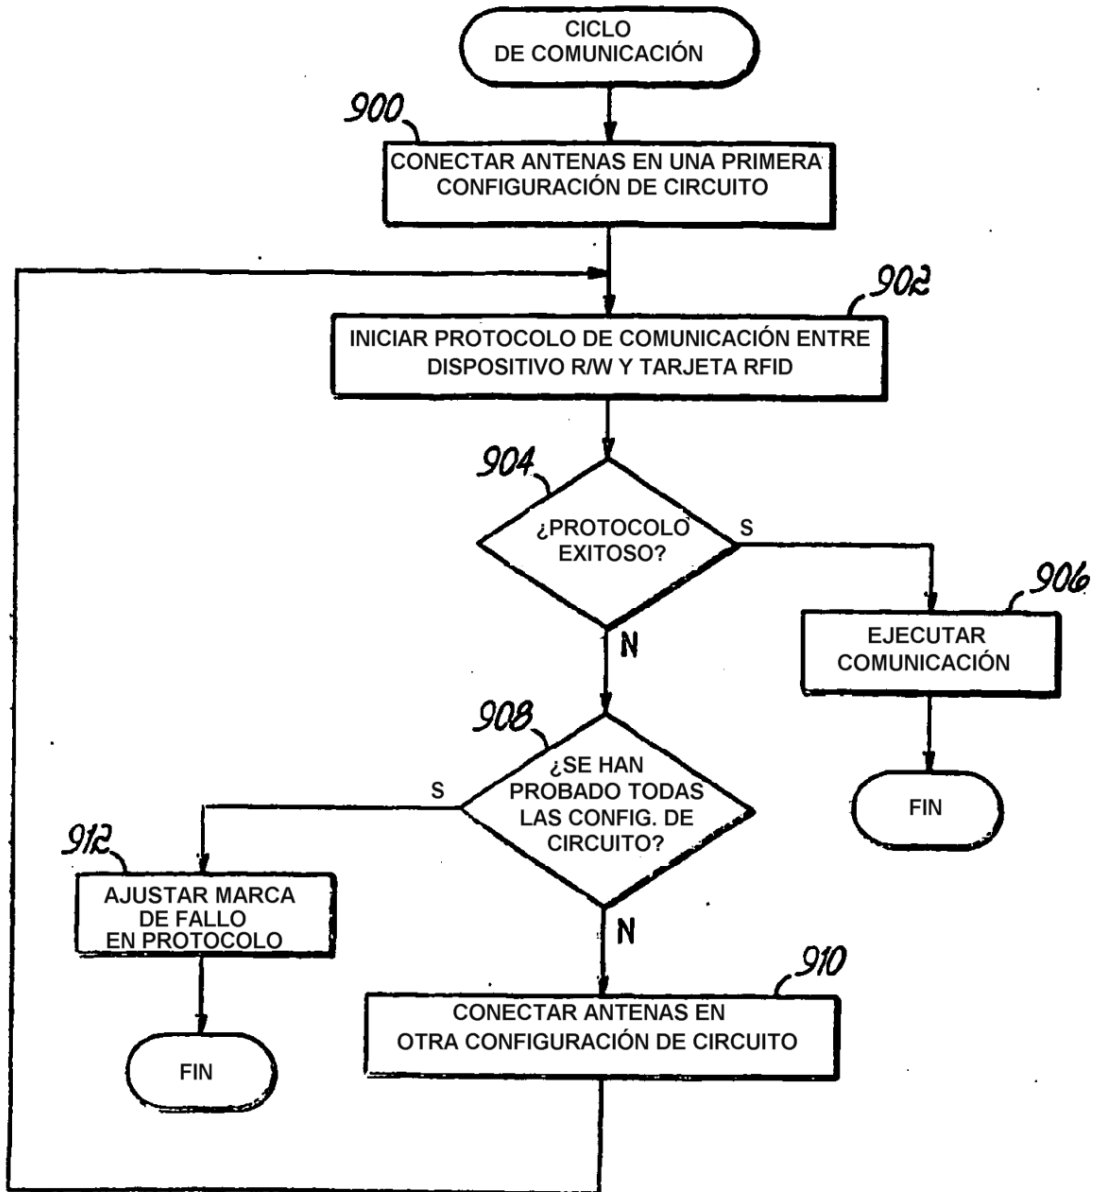 CICLO
DE COMUNICACIÓN
900
CONECTAR ANTENAS EN UNA PRIMERA
CONFIGURACIÓN DE CIRCUITO
902
INICIAR PROTOCOLO DE COMUNICACIÓN ENTRE
DISPOSITIVO R/W Y TARJETA RFID
904
¿PROTOCOLO
EXITOSO?
S
N
906
EJECUTAR
COMUNICACIÓN
FIN
908
¿SE HAN
PROBADO TODAS
LAS CONFIG. DE
CIRCUITO?
S
N
912
AJUSTAR MARCA
DE FALLO
EN PROTOCOLO
FIN
910
CONECTAR ANTENAS EN
OTRA CONFIGURACIÓN DE CIRCUITO